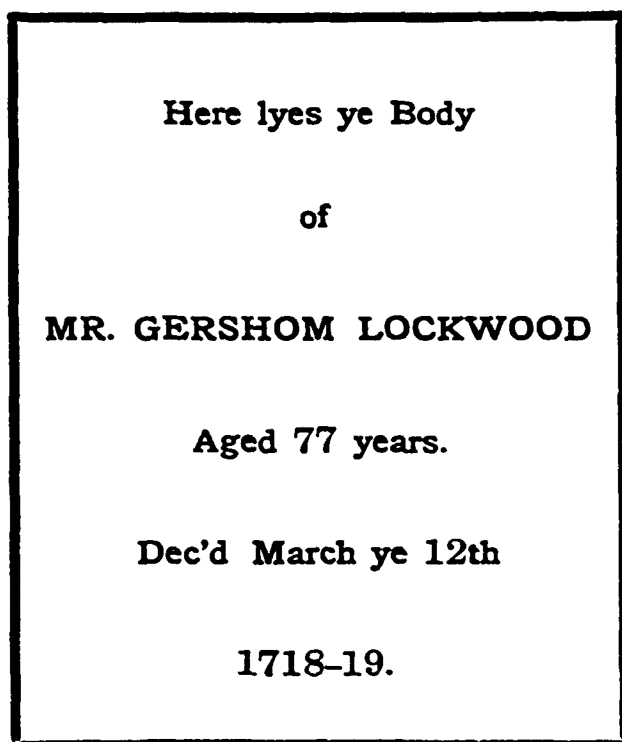 Here lyes ye Body
of
MR. GERSHOM LOCKWOOD
Aged 77 years.
Dec'd March ye 12th
1718–19.